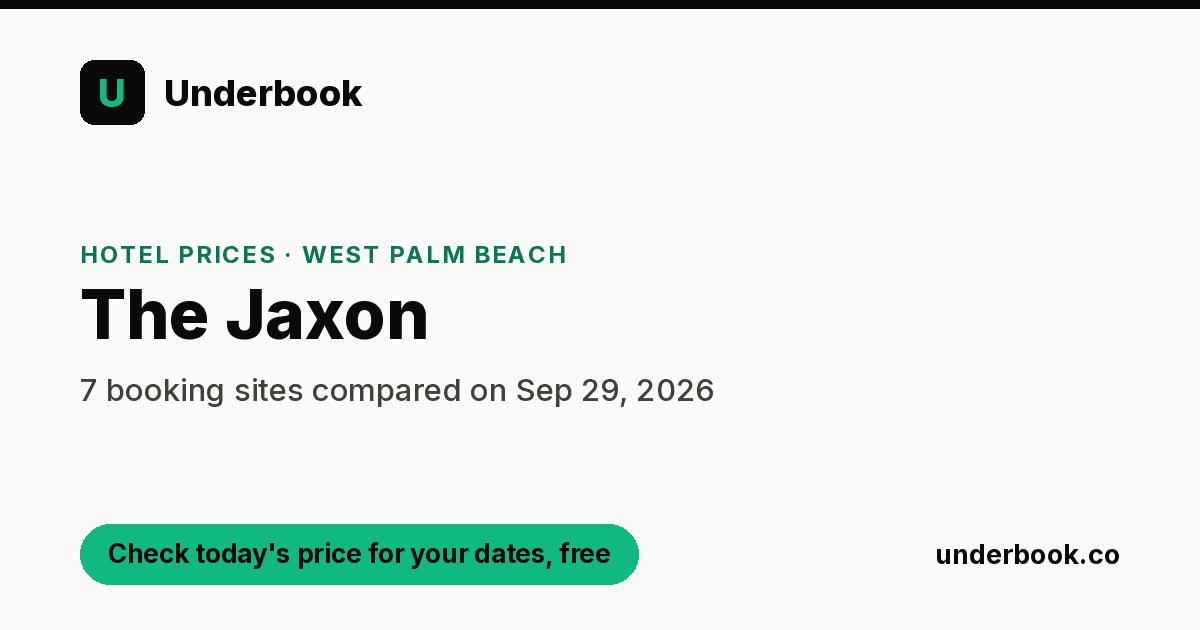 U Underbook
HOTEL PRICES · WEST PALM BEACH
The Jaxon
7 booking sites compared on Sep 29, 2026
Check today's price for your dates, free
underbook.co